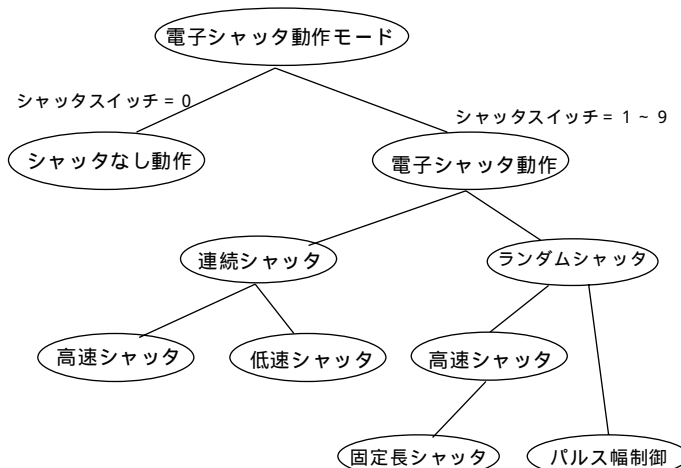 電子シャッタ動作モード
シャッタスイッチ = 0
シャッタスイッチ = 1 ~ 9
シャッタなし動作
電子シャッタ動作
連続シャッタ
ランダムシャッタ
高速シャッタ
低速シャッタ
高速シャッタ
固定長シャッタ
パルス幅制御